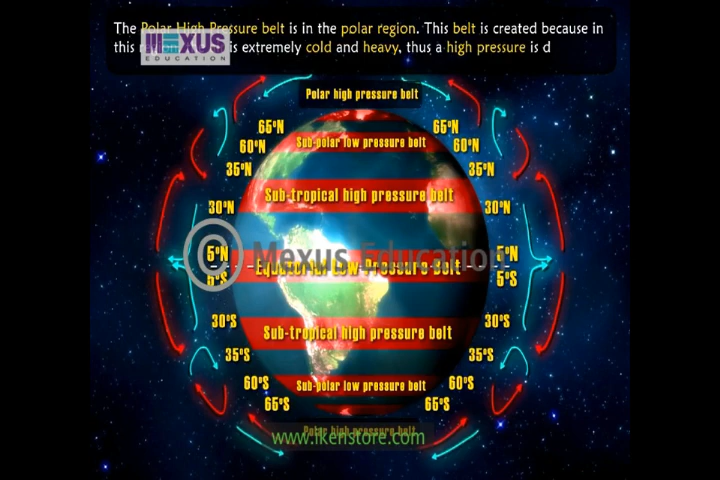 The Polar High Pressure belt is in the polar region. This belt is created because in
this is extremely cold and heavy, thus a high pressure is d
MEXUS
EDUCATION
Polar high pressure belt
65°N 65°N
Sub-polar low pressure belt
60°N 60°N
35°N 35°N
Sub-tropical high pressure belt
30°N 30°N
5°N 5°N
© Mexus Education
Equatorial Low Pressure Belt
5°S 5°S
30°S 30°S
Sub-tropical high pressure belt
35°S 35°S
60°S 60°S
Sub-polar low pressure belt
65°S 65°S
Polar high pressure belt
www.ikenstore.com